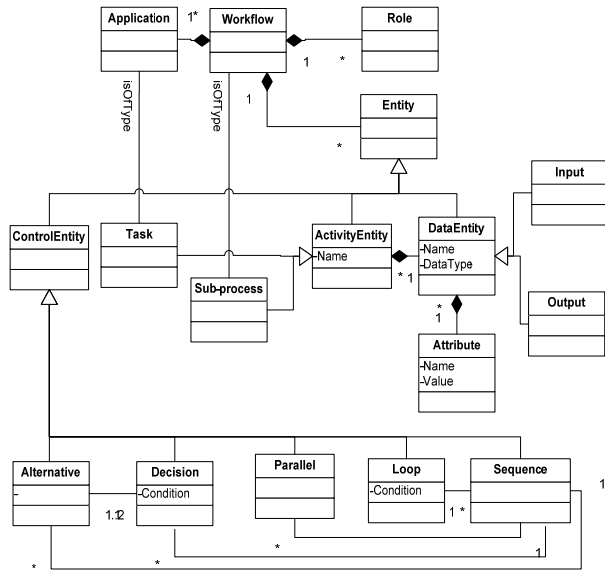 Application
Workflow
Role
1*
1
*
isOfType
isOfType
1
Entity
*
Input
ControlEntity
Task
ActivityEntity
-Name
DataEntity
-Name
-DataType
*
1
Sub-process
Output
*
1
Attribute
-Name
-Value
Alternative
-
Decision
-Condition
Parallel
Loop
-Condition
Sequence
1
1..12
1
*
*
1
*
*